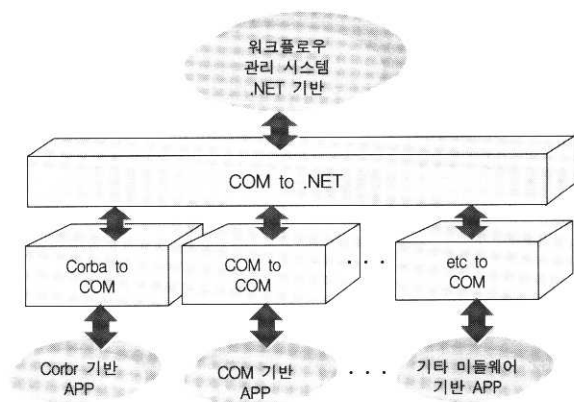 워크플로우
관리 시스템
.NET 기반
COM to .NET
Corba to
COM
COM to
COM
. . .
etc to
COM
Corbr 기반
APP
COM 기반
APP
. . .
기타 미들웨어
기반 APP